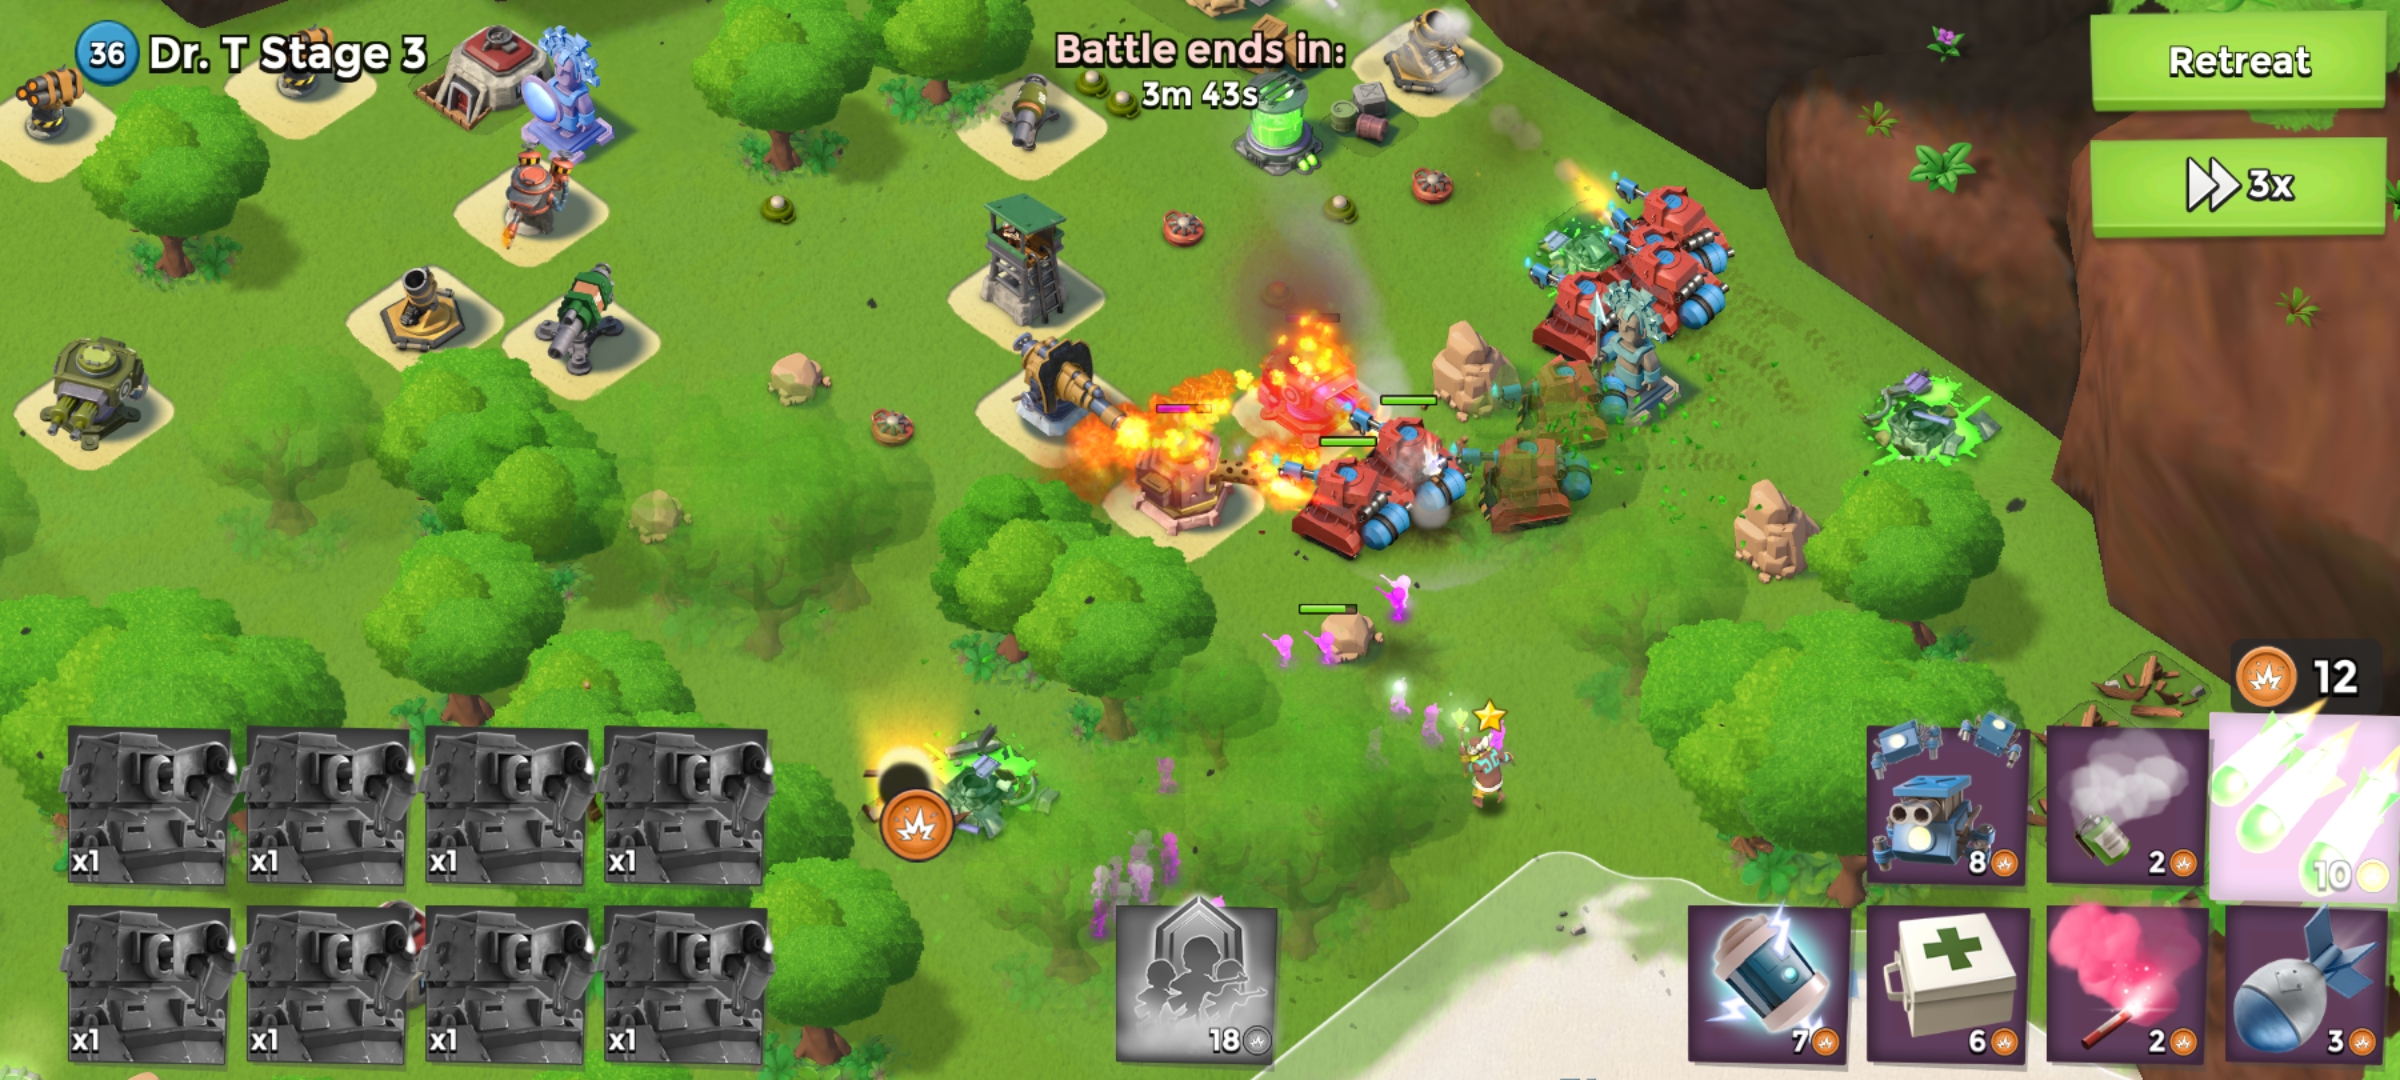 36 Dr. T Stage 3
Battle ends in:
3m 43s
Retreat
3x
12
8
2
10
x1
x1
x1
x1
x1
x1
x1
x1
18
7
6
2
3